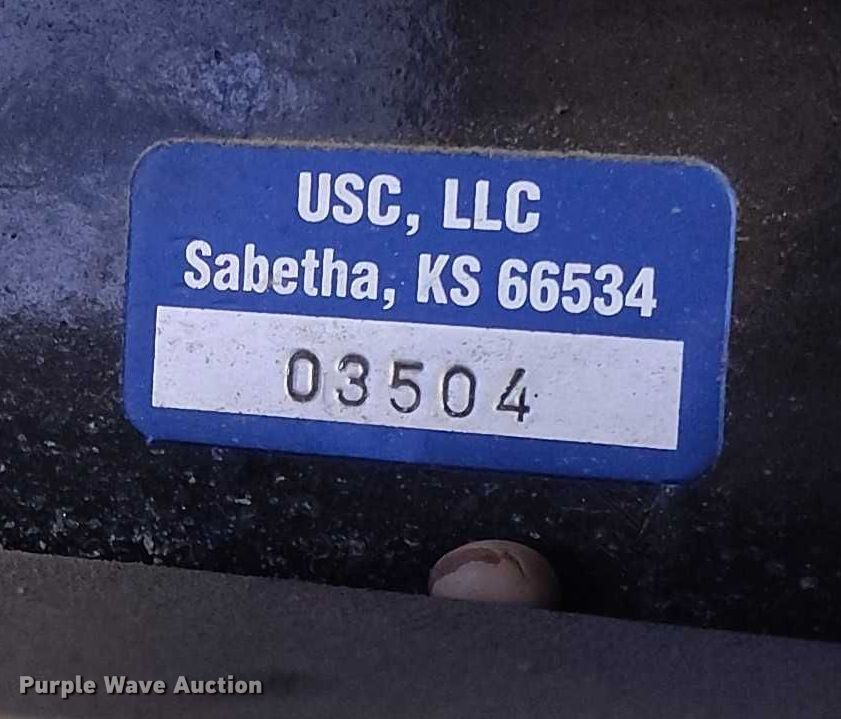 USC, LLC
Sabetha, KS 66534
03504
Purple Wave Auction